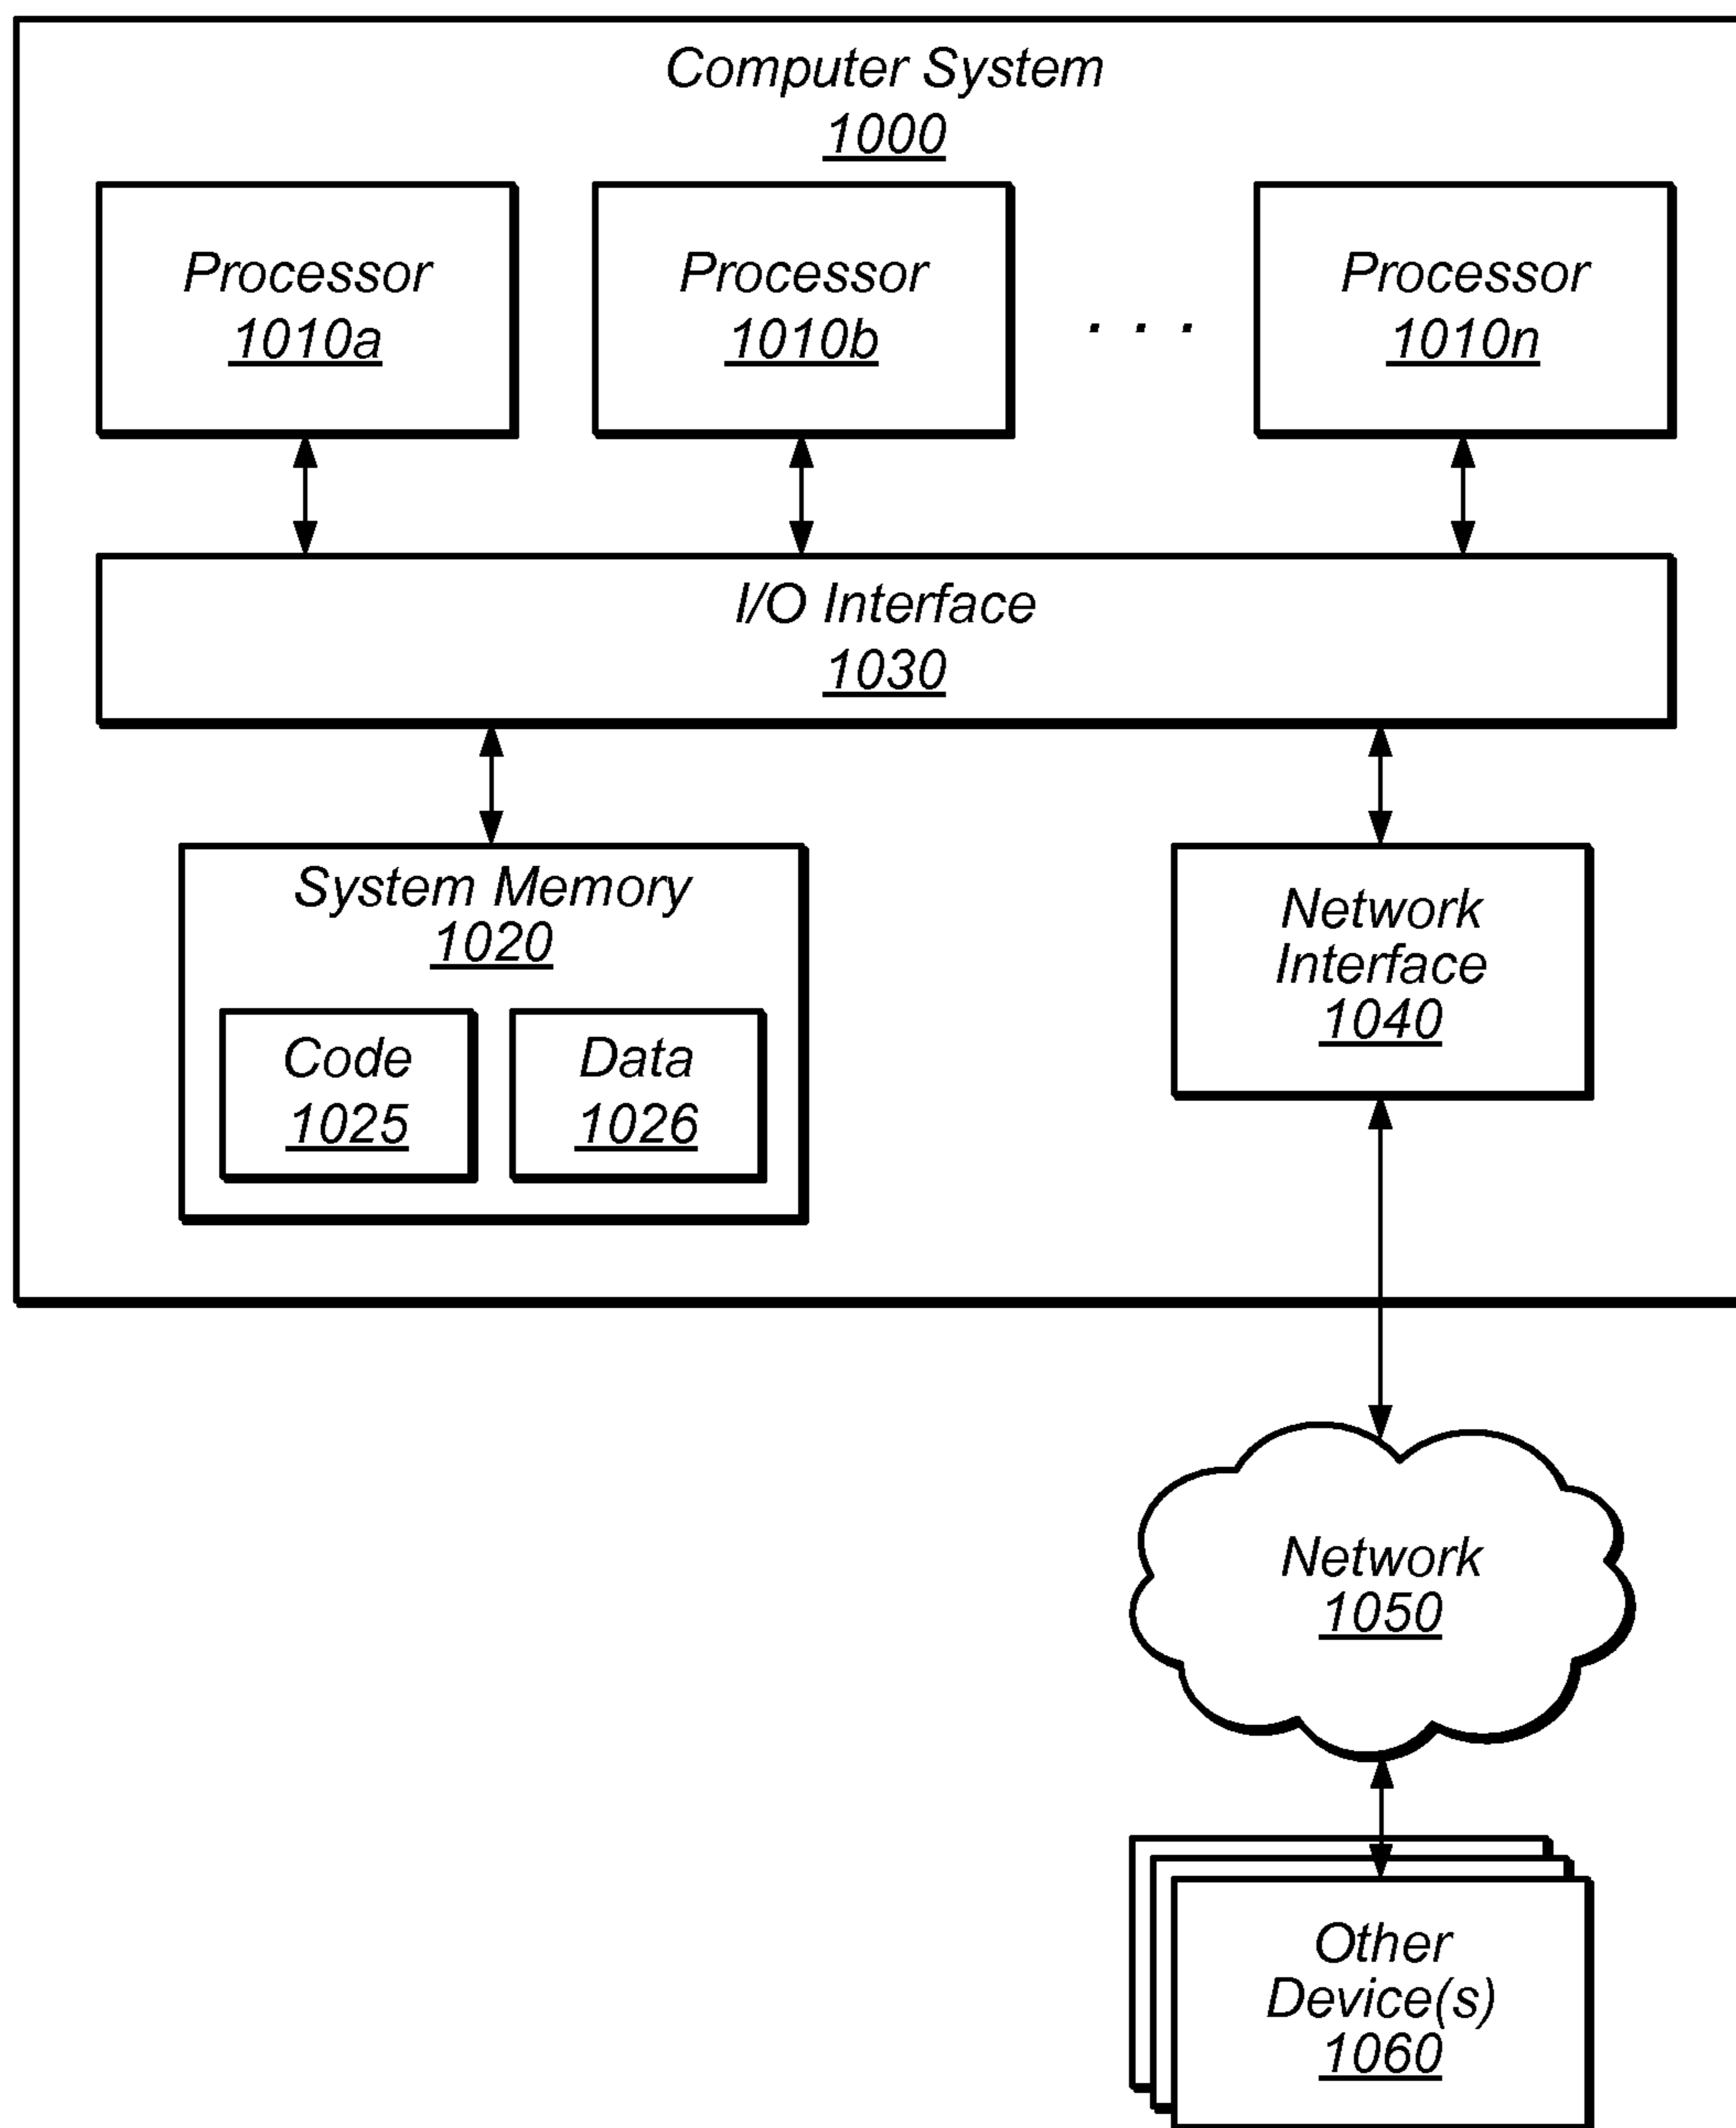 Computer System
1000
Processor
1010a
Processor
1010b
. . .
Processor
1010n
I/O Interface
1030
System Memory
1020
Code
1025
Data
1026
Network
Interface
1040
Network
1050
Other
Device(s)
1060